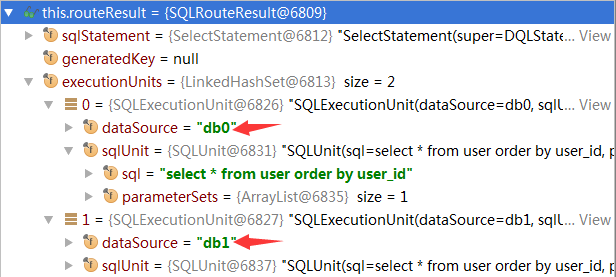 this.routeResult = {SQLRouteResult@6809}
sqlStatement = {SelectStatement@6812} "SelectStatement(super=DQLState... View
generatedKey = null
executionUnits = {LinkedHashSet@6813} size = 2
0 = {SQLExecutionUnit@6826} "SQLExecutionUnit(dataSource=db0, sqlU... View
dataSource = "db0"
sqlUnit = {SQLUnit@6831} "SQLUnit(sql=select * from user order by user_id, p... View
sql = "select * from user order by user_id"
parameterSets = {ArrayList@6835} size = 1
1 = {SQLExecutionUnit@6827} "SQLExecutionUnit(dataSource=db1, sqlU... View
dataSource = "db1"
sqlUnit = {SQLUnit@6837} "SQLUnit(sql=select * from user order by user_id, p... View